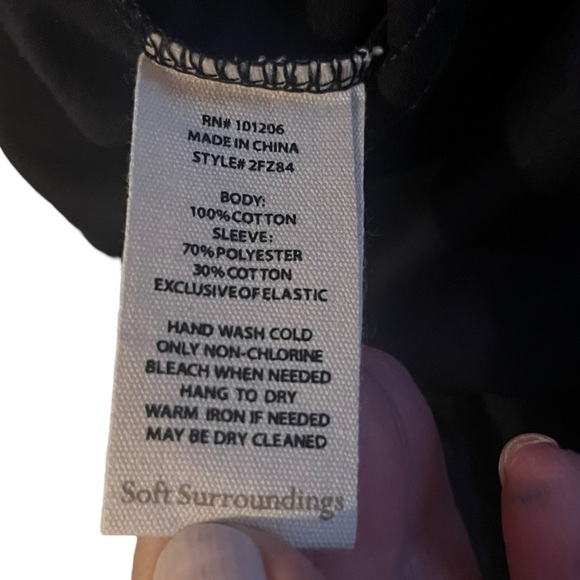 RN# 101206
MADE IN CHINA
STYLE# 2FZ84
BODY:
100% COTTON
SLEEVE:
70% POLYESTER
30% COTTON
EXCLUSIVE OF ELASTIC
HAND WASH COLD
ONLY NON-CHLORINE
BLEACH WHEN NEEDED
HANG TO DRY
WARM IRON IF NEEDED
MAY BE DRY CLEANED
Soft Surroundings